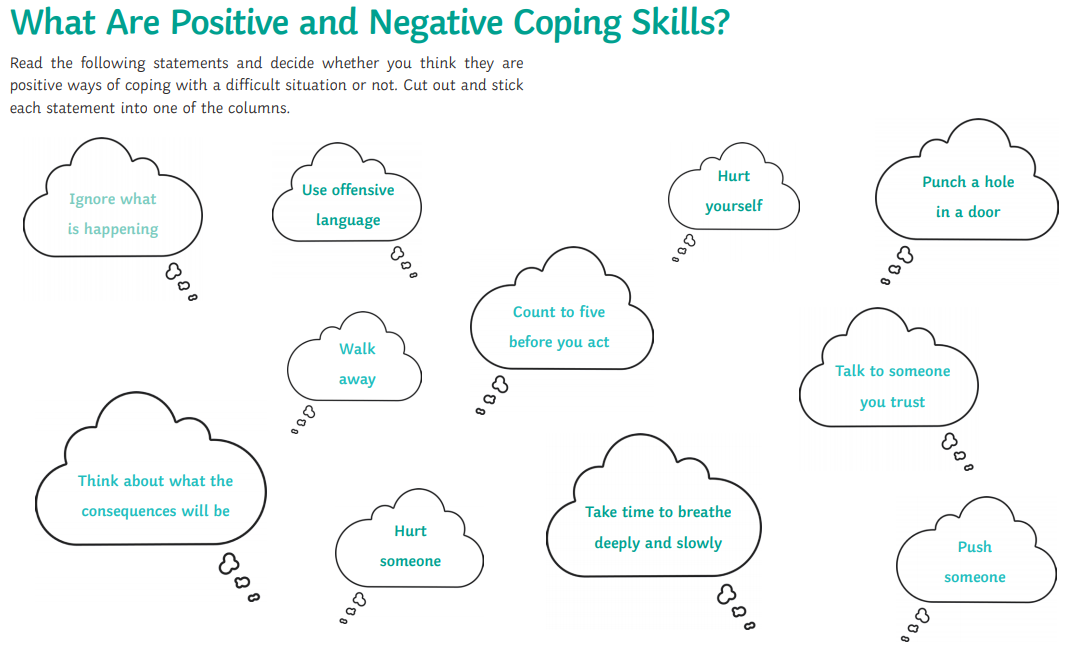 What Are Positive and Negative Coping Skills?
Read the following statements and decide whether you think they are
positive ways of coping with a difficult situation or not. Cut out and stick
each statement into one of the columns.
Ignore what
is happening
Use offensive
language
Hurt
yourself
Punch a hole
in a door
Count to five
before you act
Walk
away
Talk to someone
you trust
Think about what the
consequences will be
Hurt
someone
Take time to breathe
deeply and slowly
Push
someone